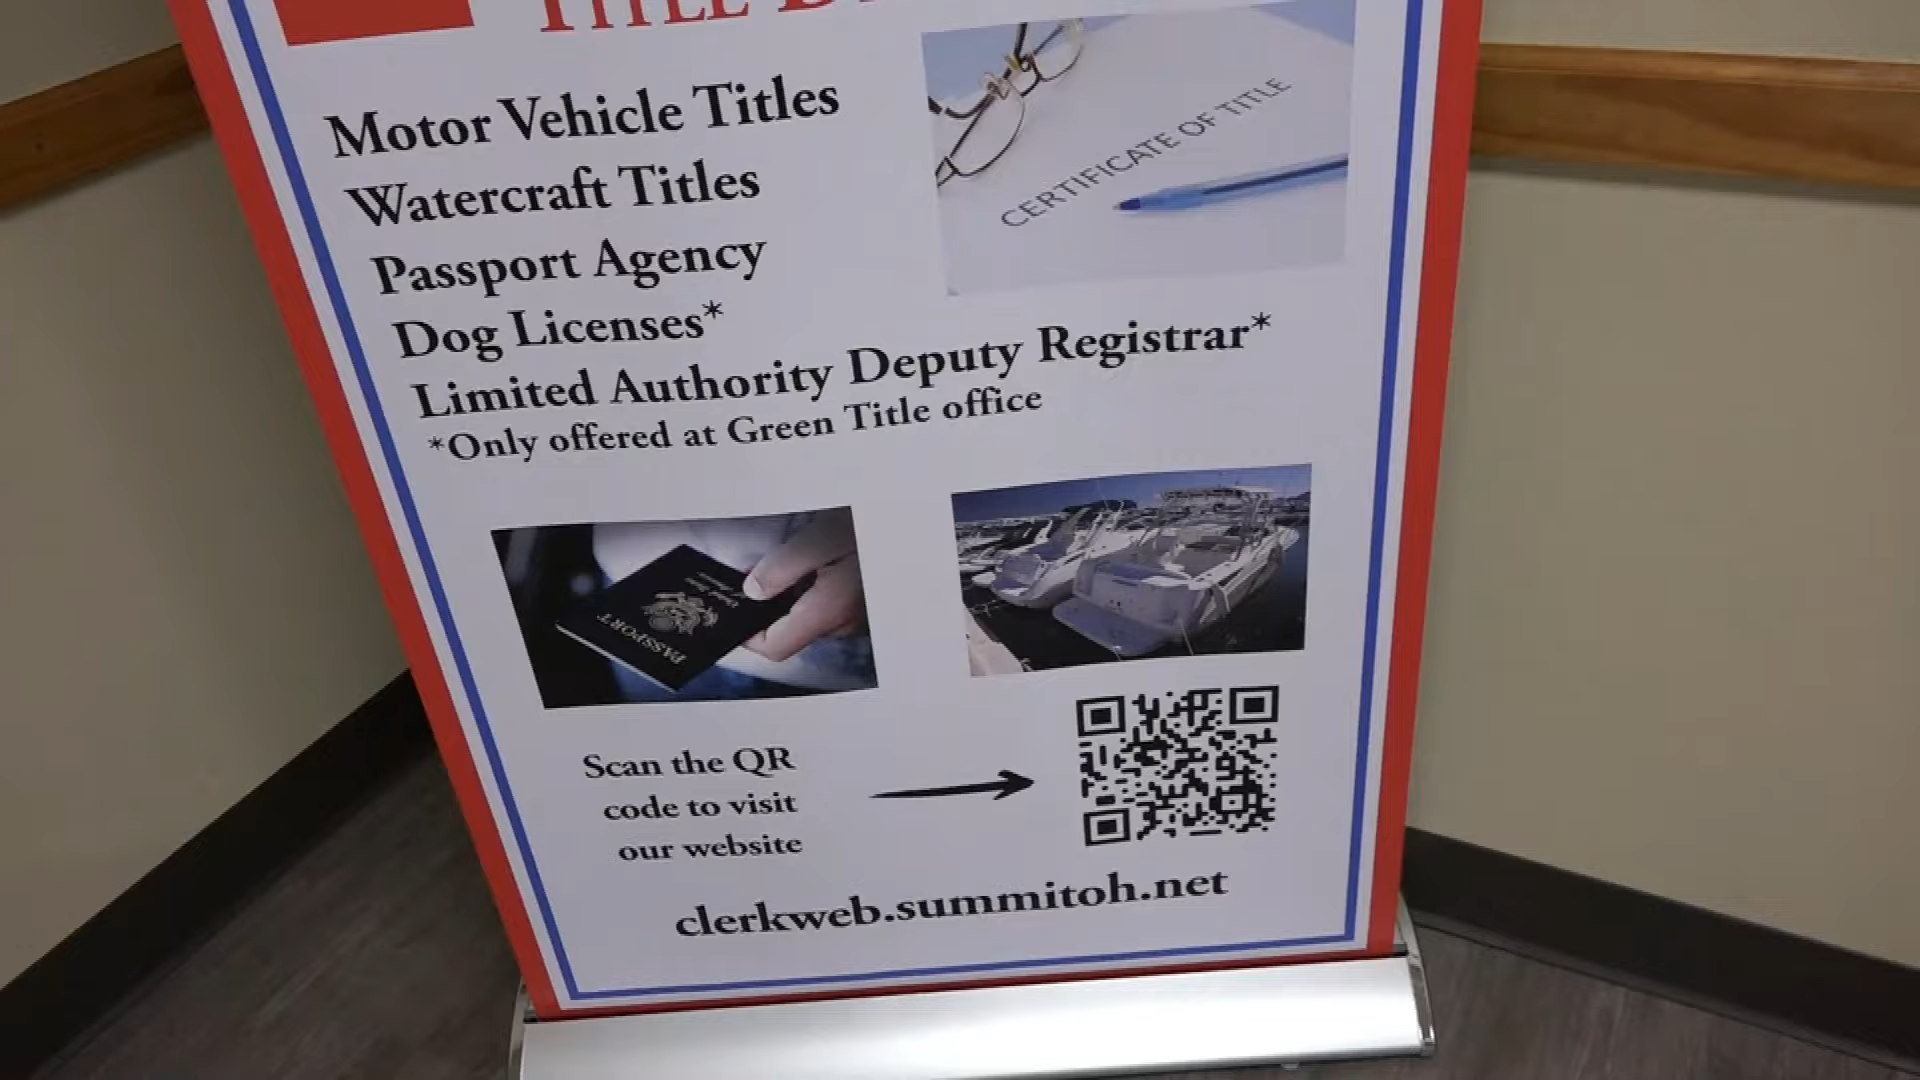 TITLE
Motor Vehicle Titles
Watercraft Titles
Passport Agency
Dog Licenses*
Limited Authority Deputy Registrar*
*Only offered at Green Title office
CERTIFICATE OF TITLE
PASSPORT
Scan the QR
code to visit
our website
clerkweb.summitoh.net